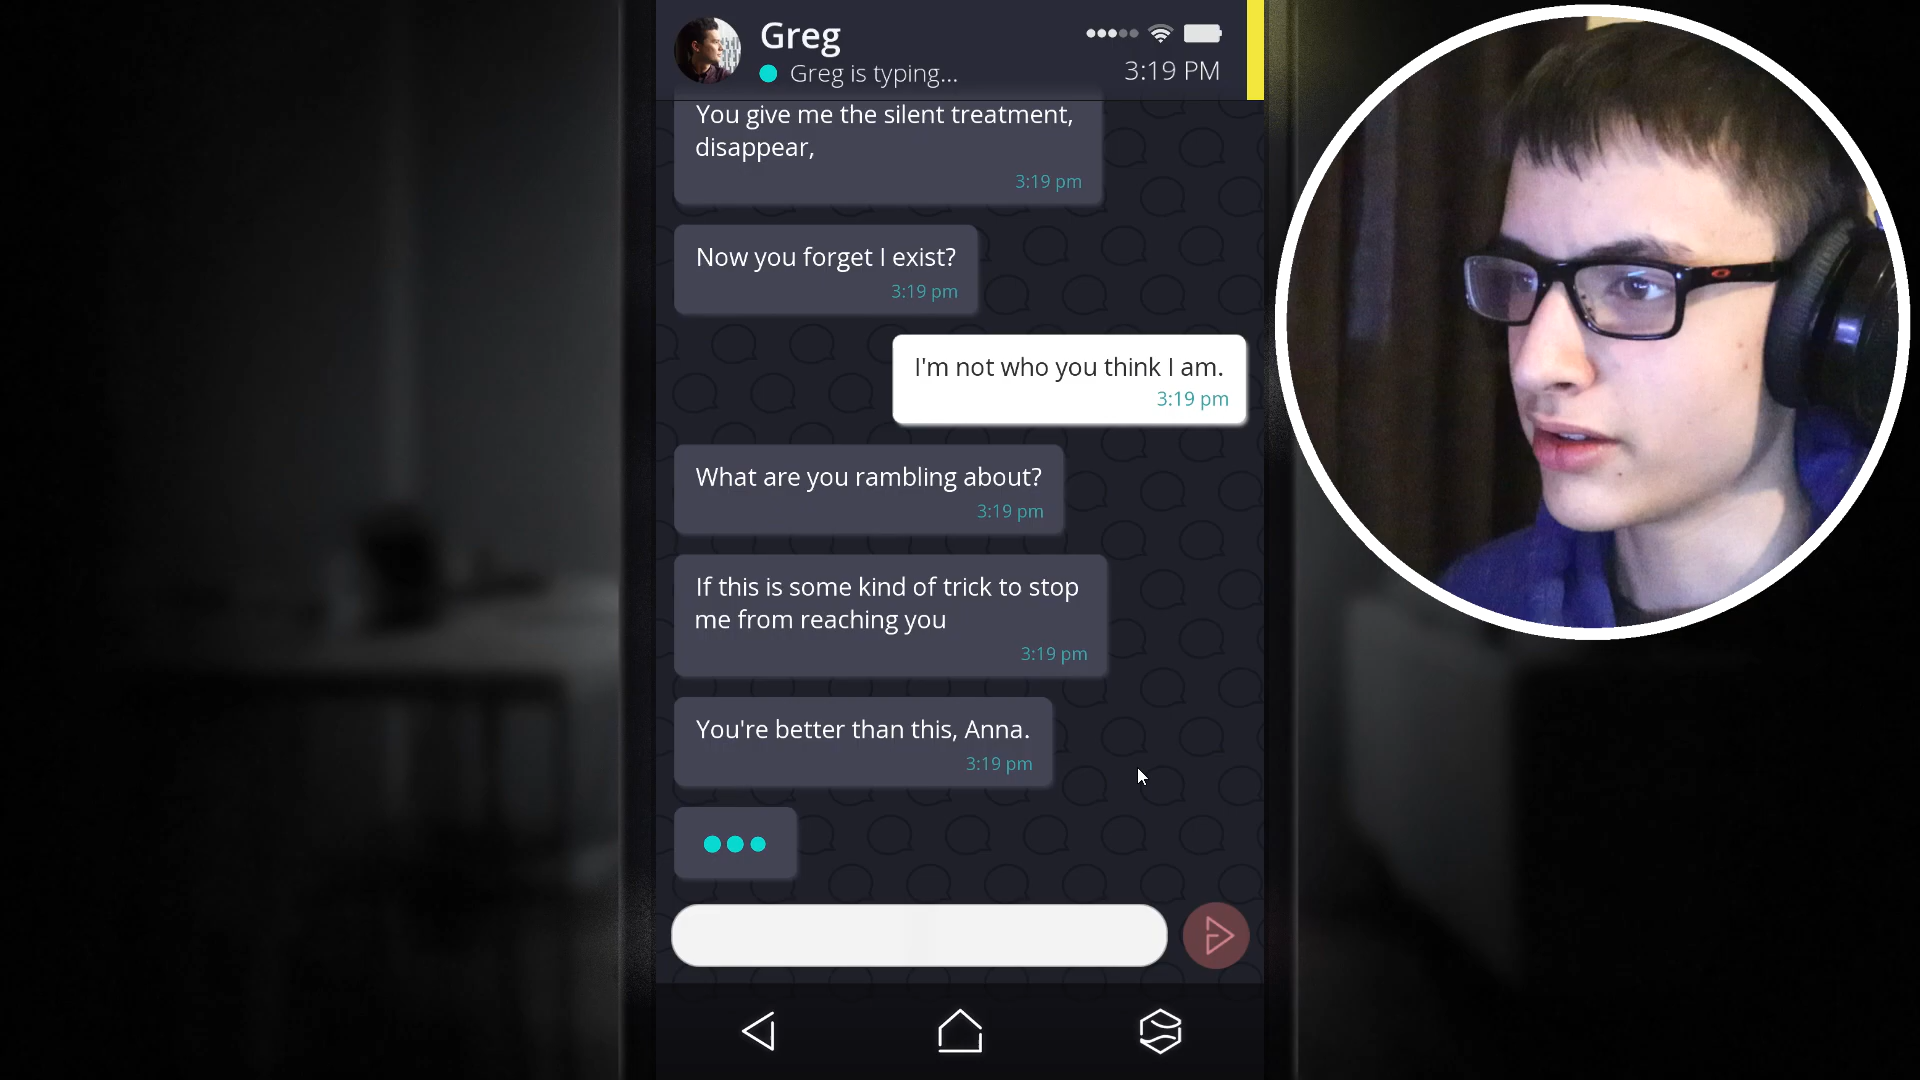 Greg
Greg is typing...
3:19 PM
You give me the silent treatment,
disappear,
3:19 pm
Now you forget I exist?
3:19 pm
I'm not who you think I am.
3:19 pm
What are you rambling about?
3:19 pm
If this is some kind of trick to stop
me from reaching you
3:19 pm
You're better than this, Anna.
3:19 pm